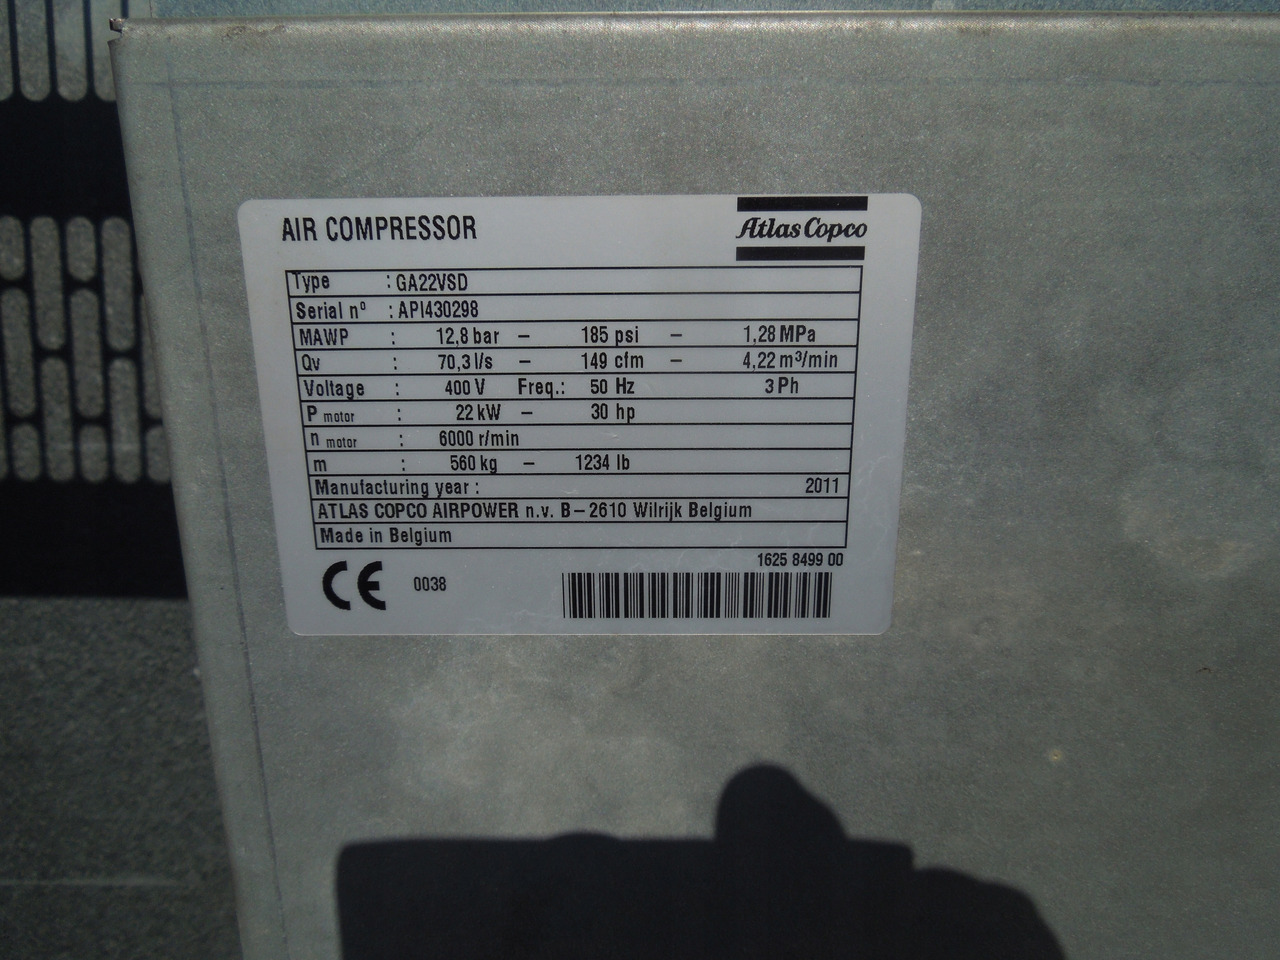 AIR COMPRESSOR
Atlas Copco
Type : GA22VSD
Serial nº : API430298
MAWP : 12,8 bar – 185 psi – 1,28 MPa
Qv : 70,3 l/s – 149 cfm – 4,22 m³/min
Voltage : 400 V Freq.: 50 Hz 3 Ph
P motor : 22 kW – 30 hp
n motor : 6000 r/min
m : 560 kg – 1234 lb
Manufacturing year : 2011
ATLAS COPCO AIRPOWER n.v. B – 2610 Wilrijk Belgium
Made in Belgium
1625 8499 00
CE 0038